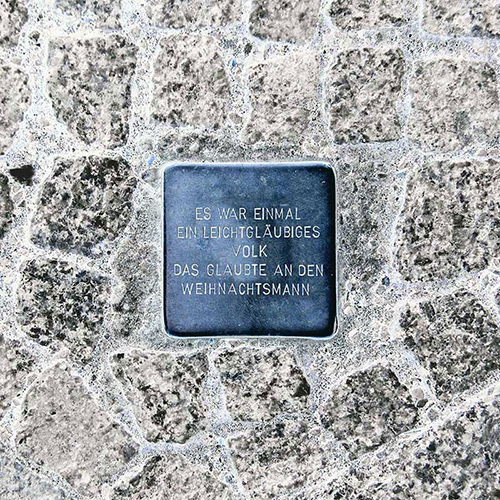 ES WAR EINMAL
EIN LEICHTGLÄUBIGES
VOLK
DAS GLAUBTE AN DEN
WEIHNACHTSMANN